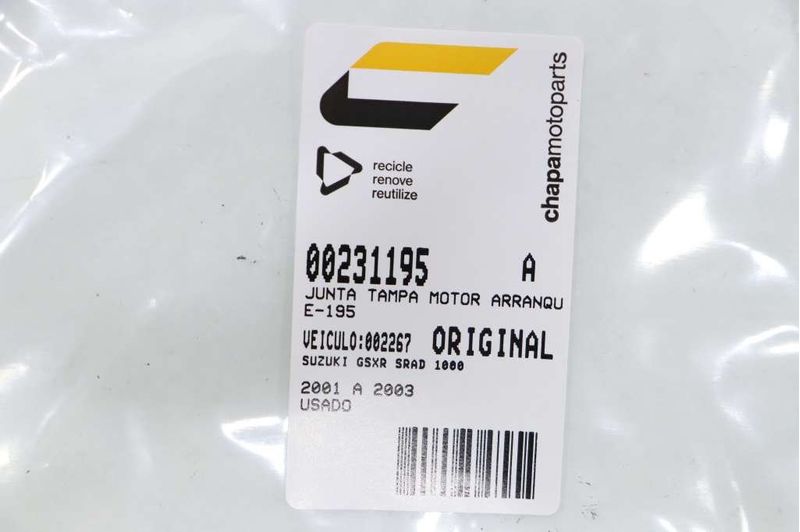 chapamotoparts
recicle
renove
reutilize
00231195 A
JUNTA TAMPA MOTOR ARRANQU
E-195
VEICULO:002267 ORIGINAL
SUZUKI GSXR SRAD 1000
2001 A 2003
USADO